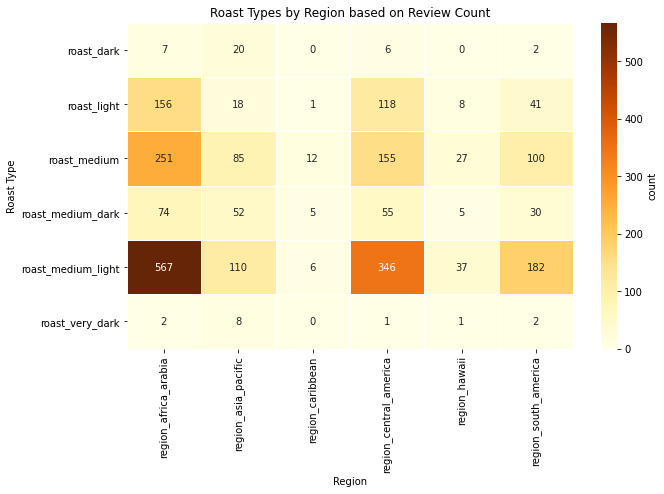 Roast Types by Region based on Review Count
roast_dark 7 20 0 6 0 2
roast_light 156 18 1 118 8 41
roast_medium 251 85 12 155 27 100
roast_medium_dark 74 52 5 55 5 30
roast_medium_light 567 110 6 346 37 182
roast_very_dark 2 8 0 1 1 2
Roast Type
region_africa_arabia
region_asia_pacific
region_caribbean
region_central_america
region_hawaii
region_south_america
Region
500
400
300
200
100
0
count